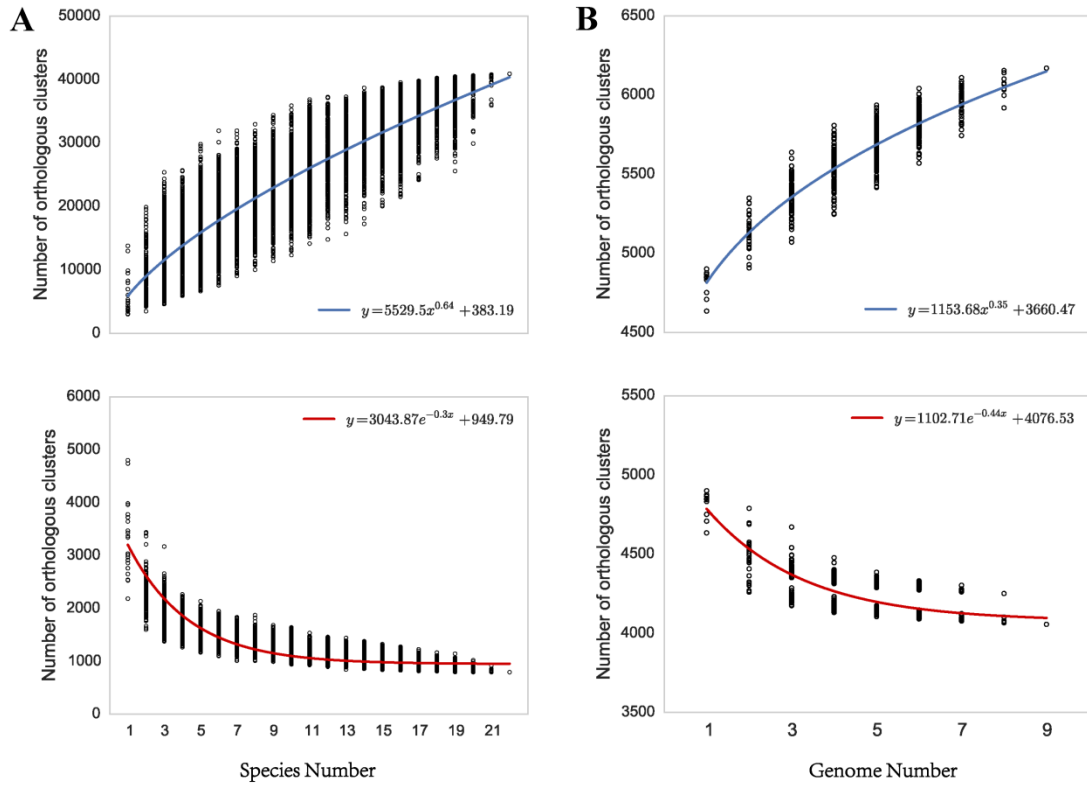 A
Number of orthologous clusters
50000
40000
30000
20000
10000
0
y=5529.5x^0.64 +383.19
Number of orthologous clusters
6000
5000
4000
3000
2000
1000
0
y=3043.87e^−0.3x +949.79
1 3 5 7 9 11 13 15 17 19 21
Species Number
B
Number of orthologous clusters
6500
6000
5500
5000
4500
y=1153.68x^0.35 +3660.47
Number of orthologous clusters
5500
5000
4500
4000
3500
y=1102.71e^−0.44x +4076.53
1 3 5 7 9
Genome Number